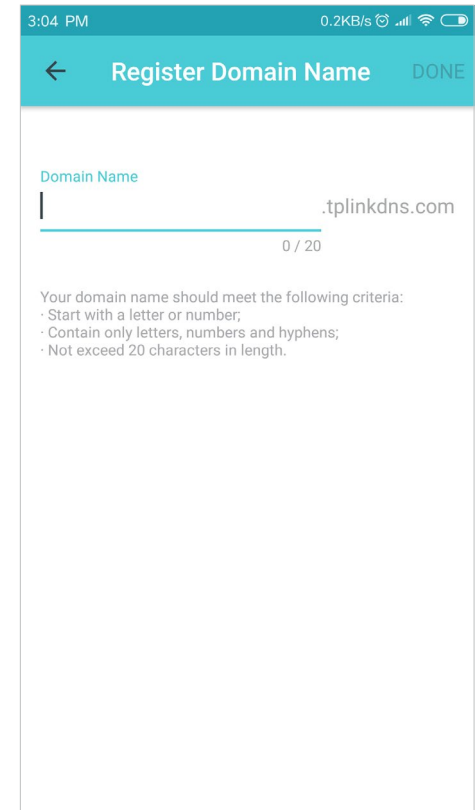 3:04 PM 0.2KB/s
Register Domain Name DONE
Domain Name
.tplinkdns.com
0 / 20
Your domain name should meet the following criteria:
· Start with a letter or number;
· Contain only letters, numbers and hyphens;
· Not exceed 20 characters in length.